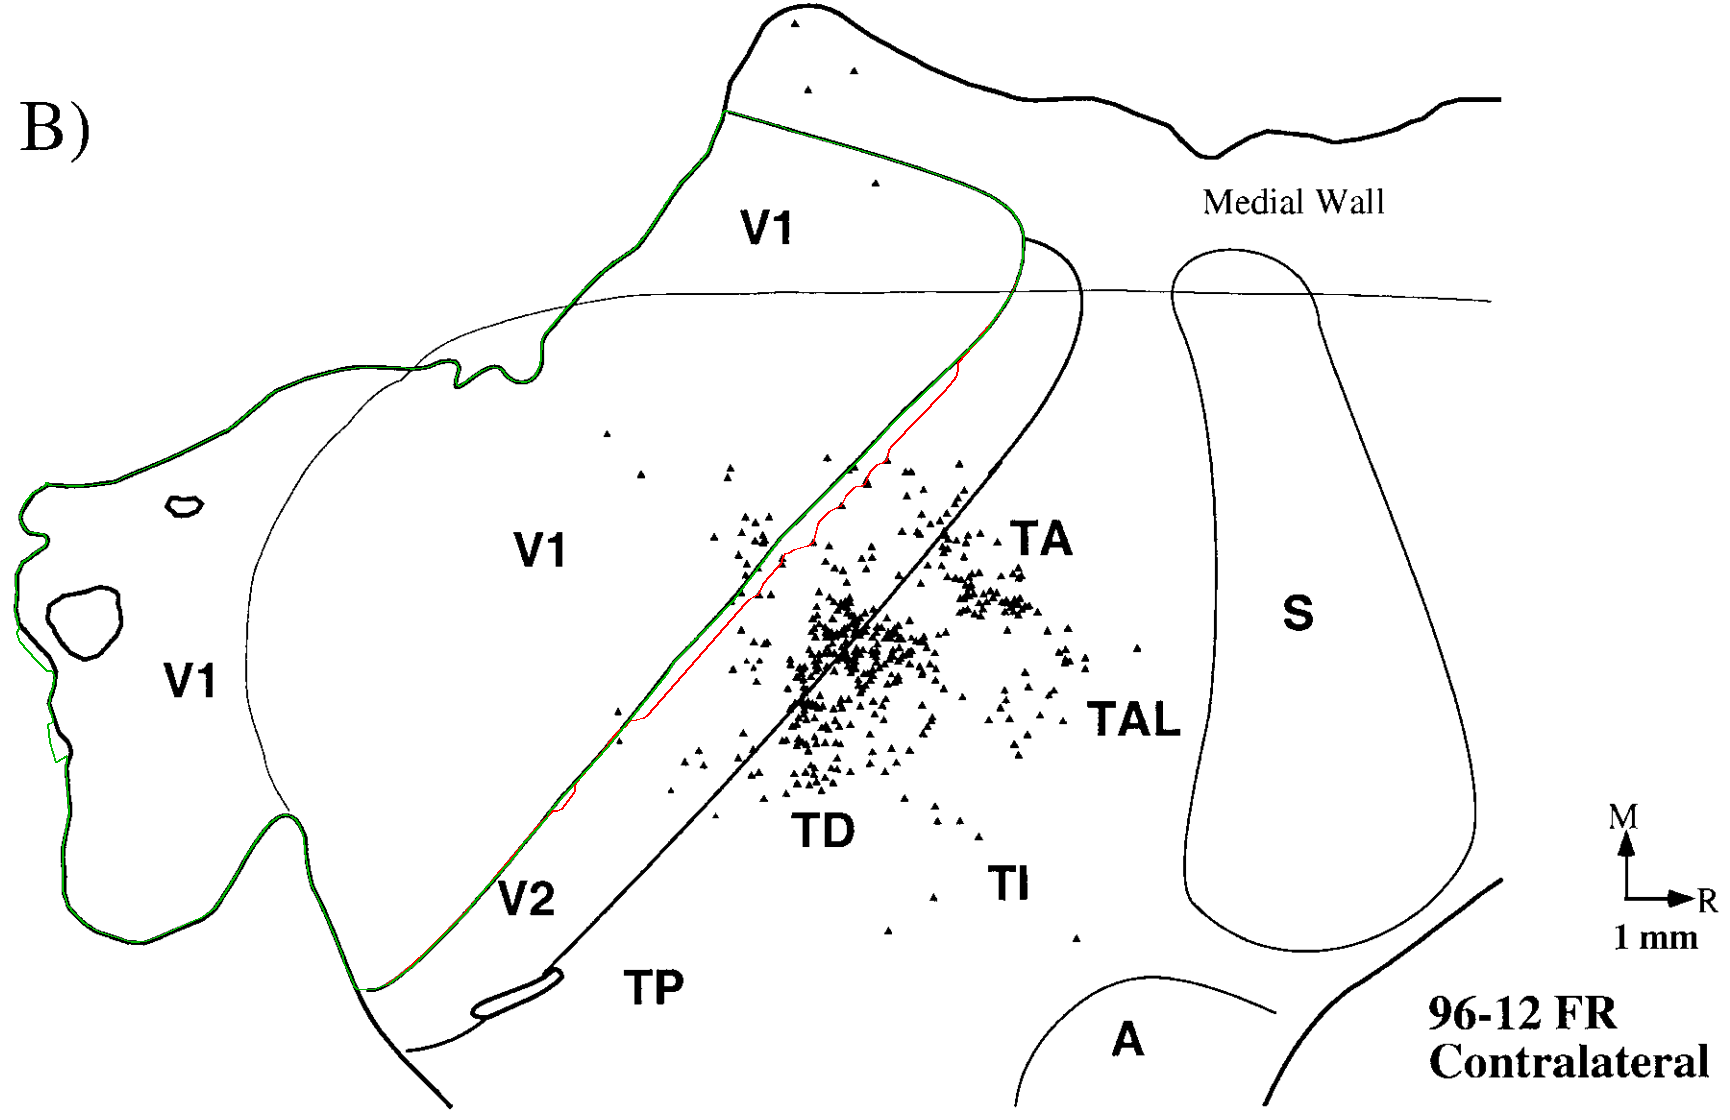 B)
Medial Wall
V1
TA
V1
S
V1
TAL
TD
M
TI
V2
R
1 mm
TP
96-12 FR
A
Contralateral